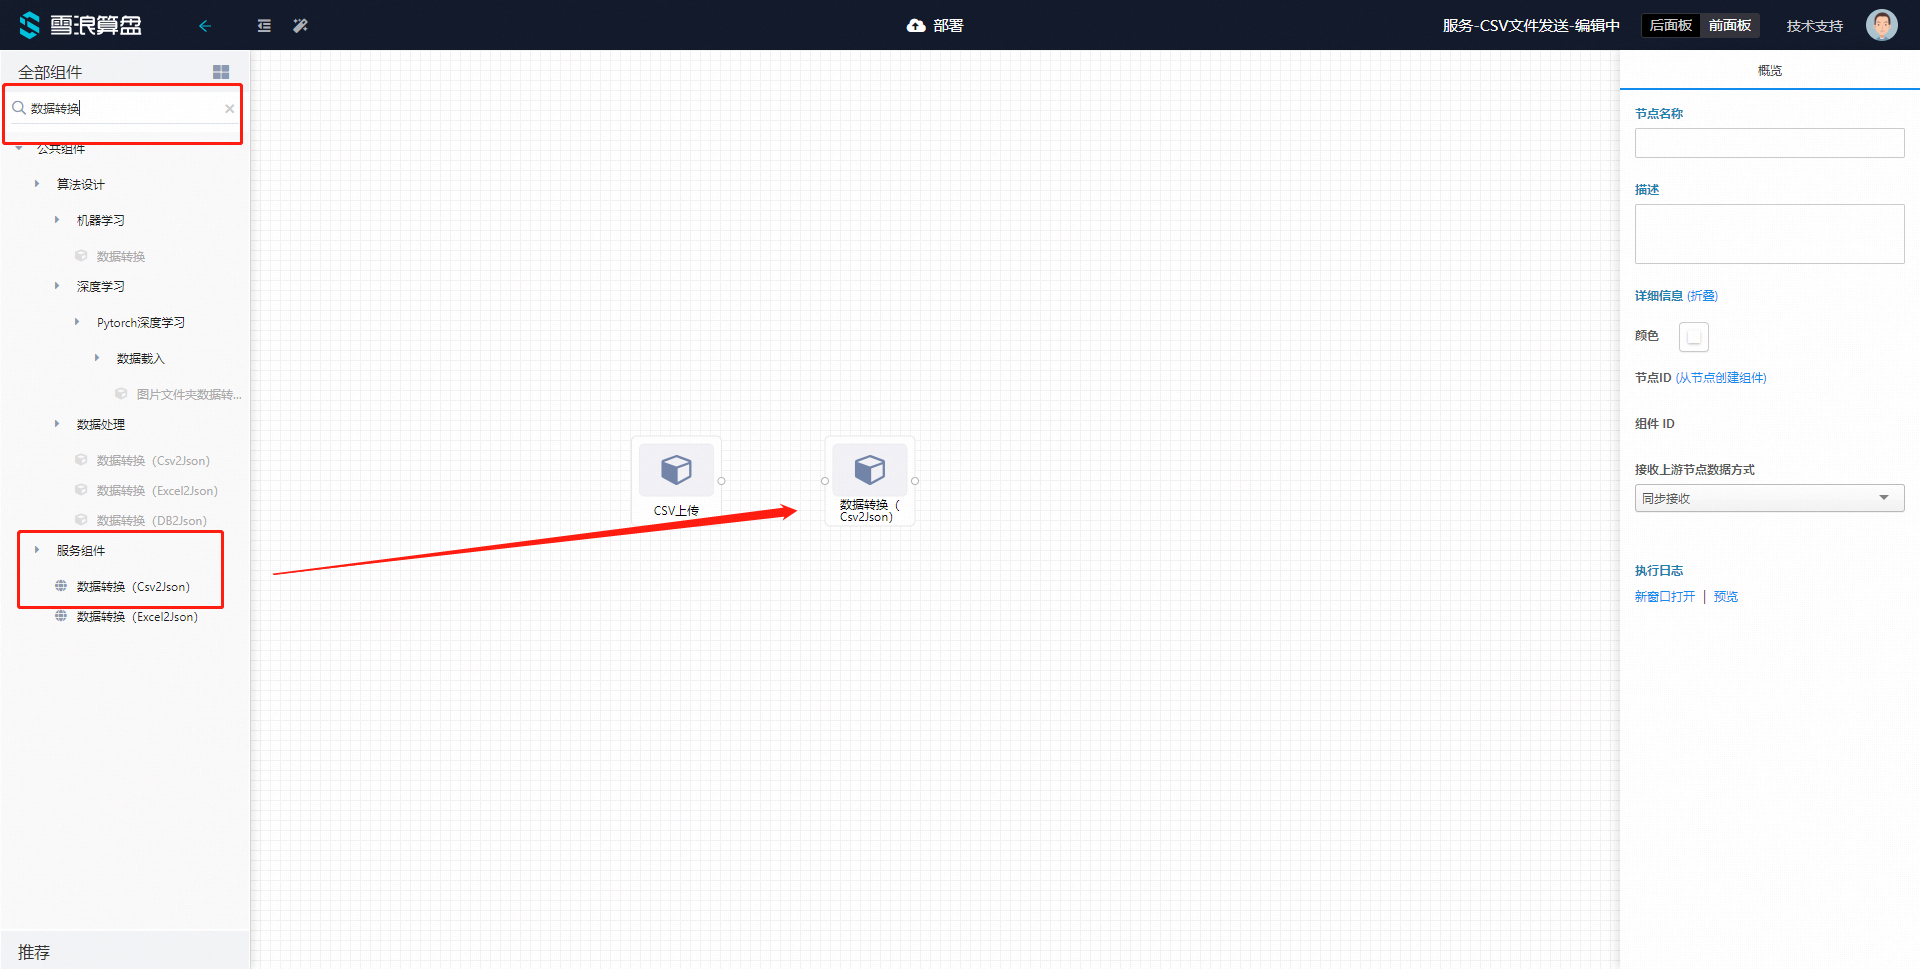 雪浪算盘
部署
服务-CSV文件发送-编辑中
后面板
前面板
技术支持
全部组件
数据转换
公共组件
算法设计
机器学习
数据转换
深度学习
Pytorch深度学习
数据载入
图片文件夹数据转...
数据处理
数据转换（Csv2Json）
数据转换（Excel2Json）
数据转换（DB2Json）
服务组件
数据转换（Csv2Json）
数据转换（Excel2Json）
推荐
CSV上传
数据转换（
Csv2Json）
概览
节点名称
描述
详细信息 (折叠)
颜色
节点ID (从节点创建组件)
组件 ID
接收上游节点数据方式
同步接收
执行日志
新窗口打开 | 预览